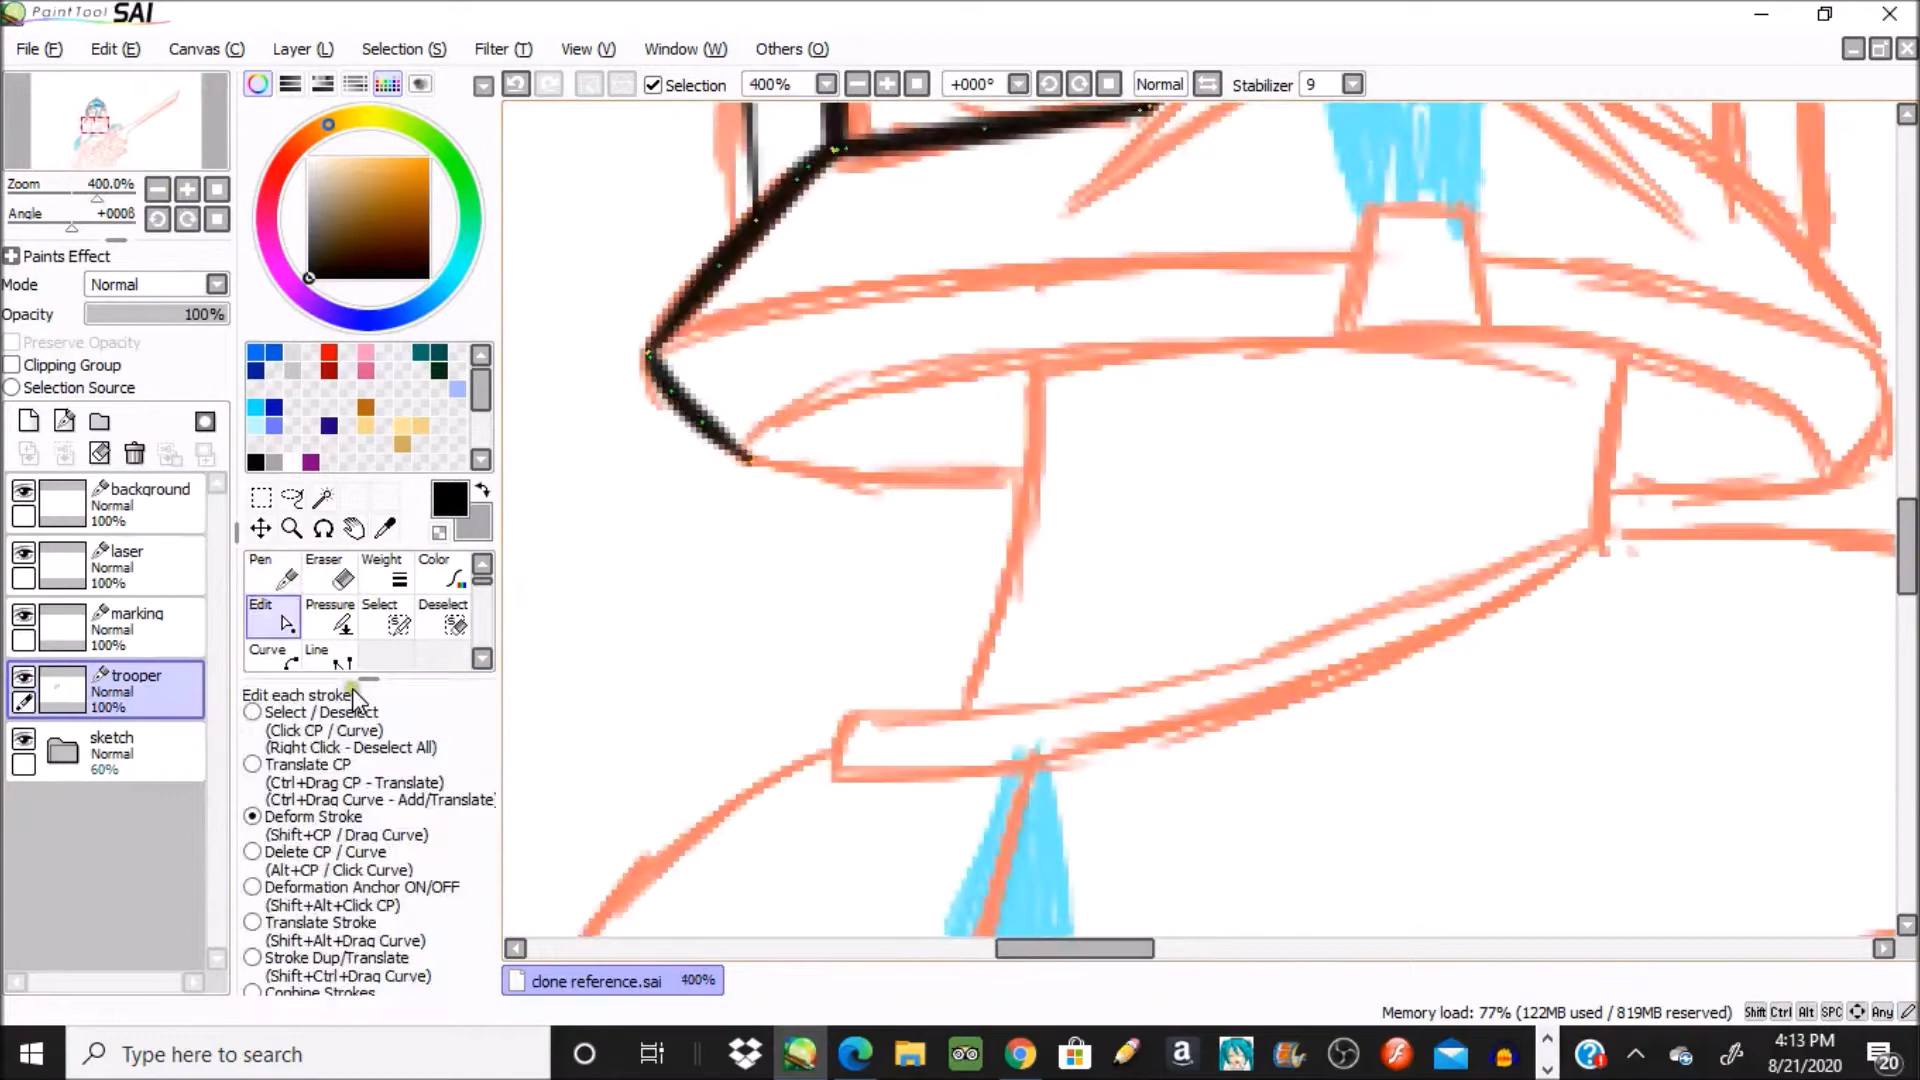 PaintTool SAI
File (F) Edit (E) Canvas (C) Layer (L) Selection (S) Filter (T) View (V) Window (W) Others (O)
Selection 400% +000° Normal Stabilizer 9
Zoom 400.0%
Angle +000ß
Paints Effect
Mode Normal
Opacity 100%
Preserve Opacity
Clipping Group
Selection Source
background
Normal
100%
laser
Normal
100%
marking
Normal
100%
trooper
Normal
100%
sketch
Normal
60%
Pen Eraser Weight Color
Edit Pressure Select Deselect
Curve Line
Edit each stroke
Select / Deselect
(Click CP / Curve)
(Right Click - Deselect All)
Translate CP
(Ctrl+Drag CP - Translate)
(Ctrl+Drag Curve - Add/Translate)
Deform Stroke
(Shift+CP / Drag Curve)
Delete CP / Curve
(Alt+CP / Click Curve)
Deformation Anchor ON/OFF
(Shift+Alt+Click CP)
Translate Stroke
(Shift+Alt+Drag Curve)
Stroke Dup/Translate
(Shift+Ctrl+Drag Curve)
Combine Strokes
clone reference.sai 400%
Memory load: 77% (122MB used / 819MB reserved) Shift Ctrl Alt SPC Any
Type here to search
4:13 PM
8/21/2020
20